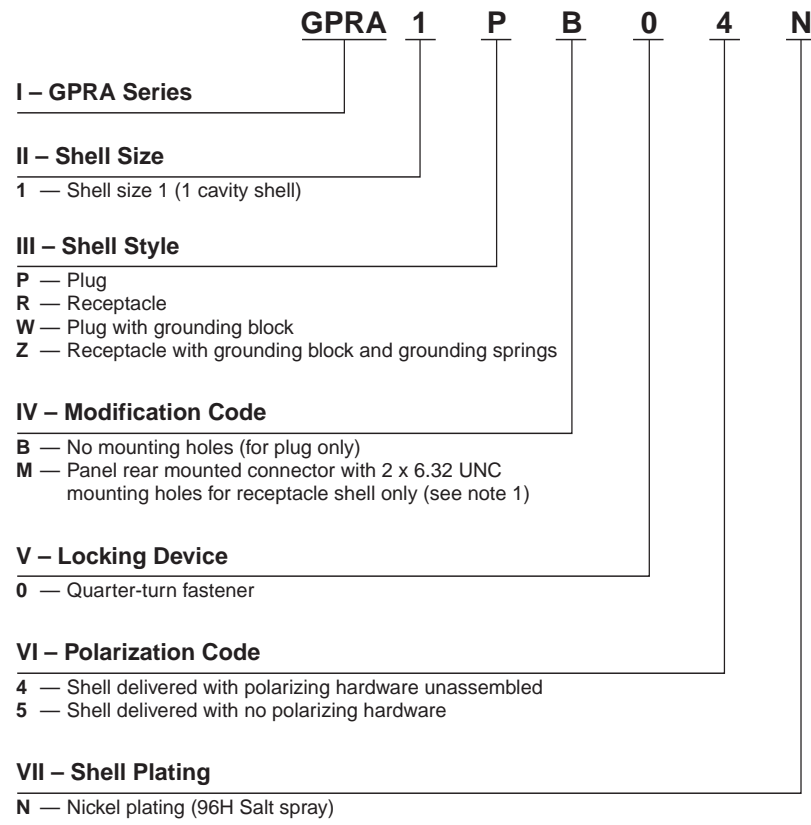 GPRA 1 P B 0 4 N
I – GPRA Series
II – Shell Size
1 — Shell size 1 (1 cavity shell)
III – Shell Style
P — Plug
R — Receptacle
W — Plug with grounding block
Z — Receptacle with grounding block and grounding springs
IV – Modification Code
B — No mounting holes (for plug only)
M — Panel rear mounted connector with 2 x 6.32 UNC
mounting holes for receptacle shell only (see note 1)
V – Locking Device
0 — Quarter-turn fastener
VI – Polarization Code
4 — Shell delivered with polarizing hardware unassembled
5 — Shell delivered with no polarizing hardware
VII – Shell Plating
N — Nickel plating (96H Salt spray)